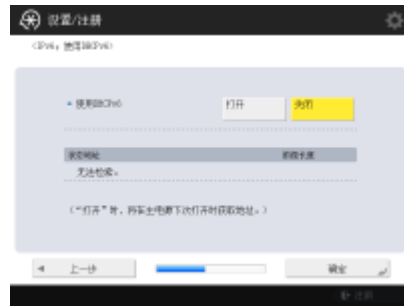 设置/注册
<IPv6: 使用DHCPv6>
使用DHCPv6
打开
关闭
状态地址
前缀长度
无法检索。
(“打开”时，将在主电源下次打开时获取地址。)
上一步
确定
注销